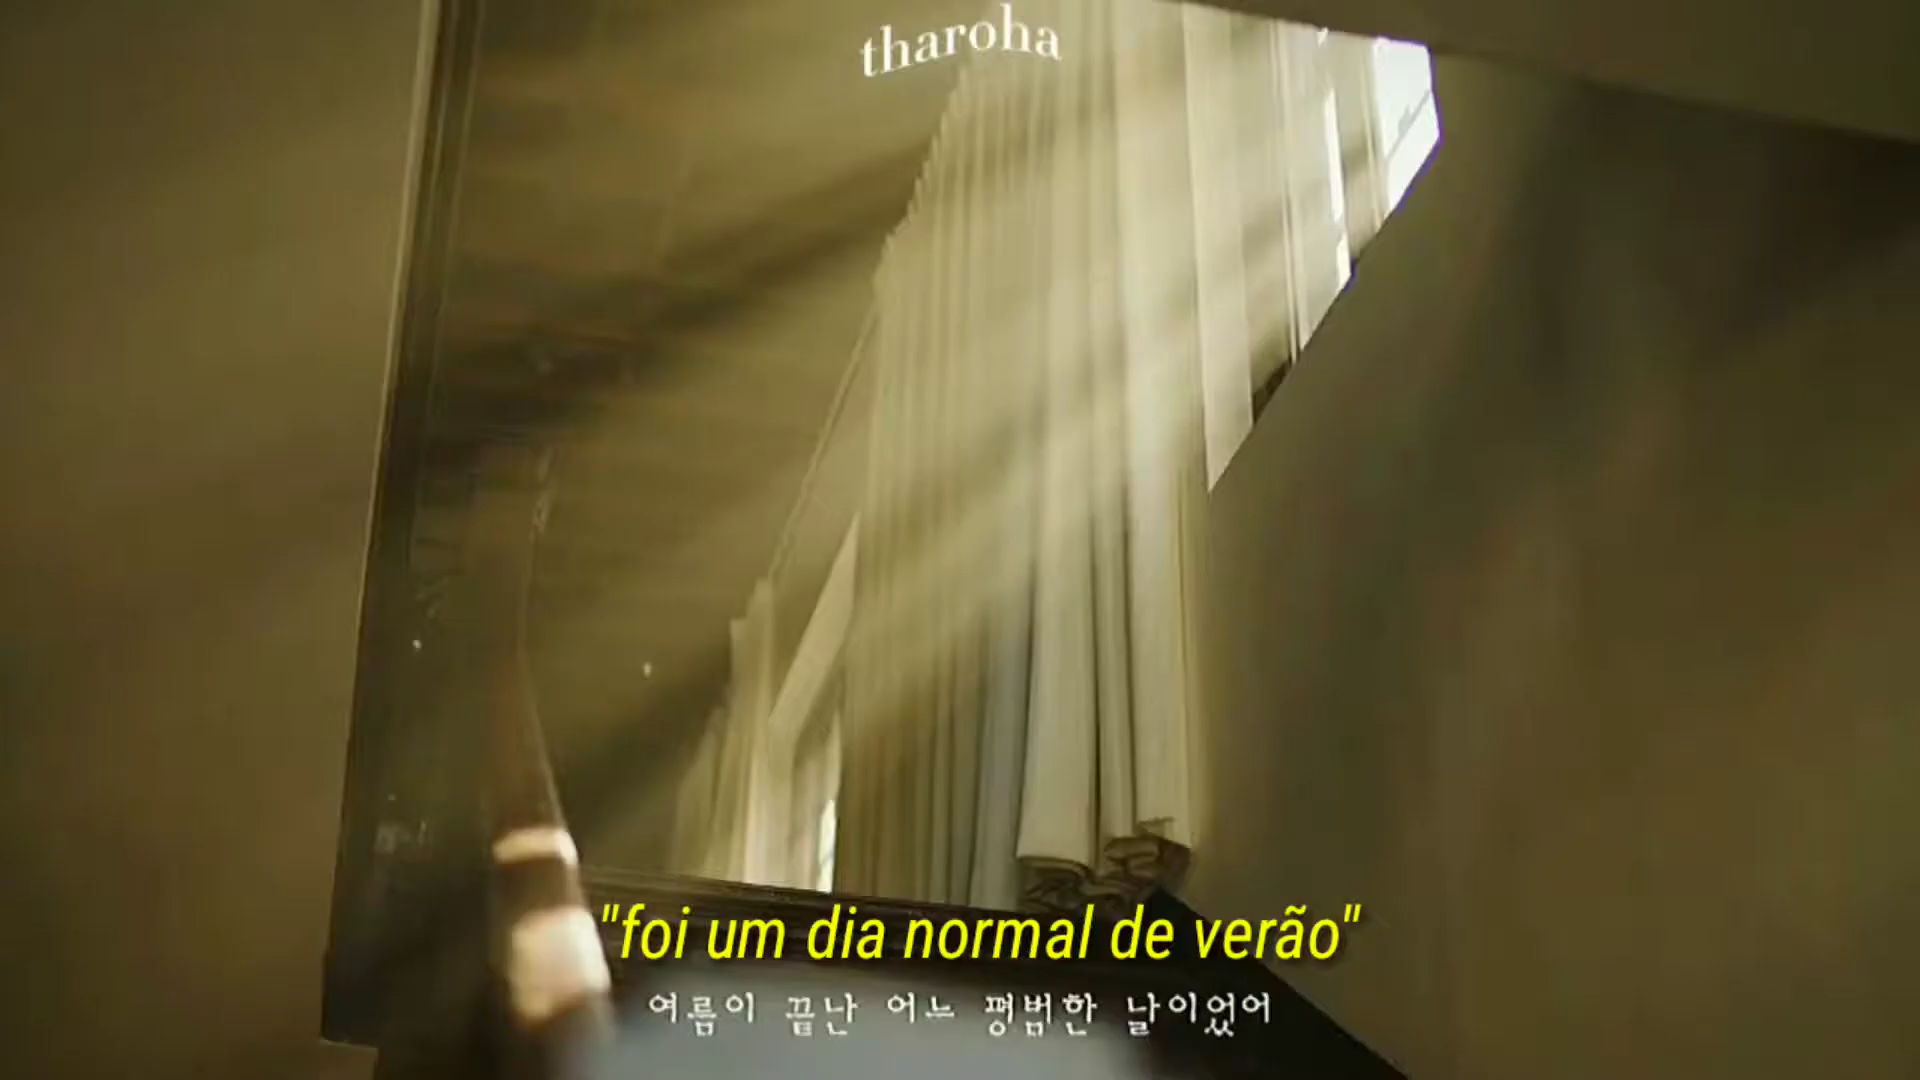 tharoha
"foi um dia normal de verão"
여름이 끝난 어느 평범한 날이었어